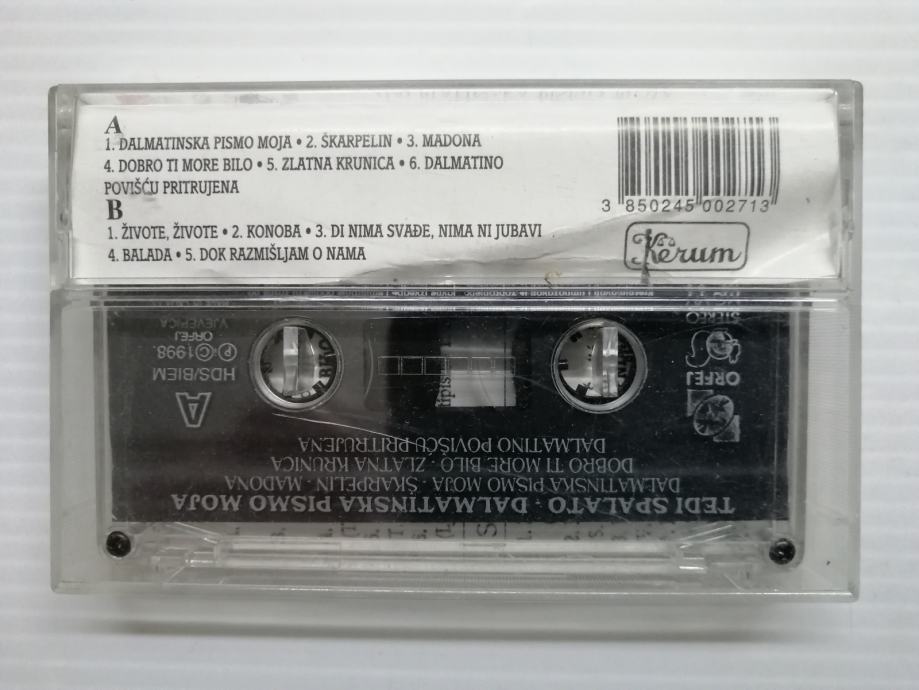 A
1. DALMATINSKA PISMO MOJA • 2. ŠKARPELIN • 3. MADONA
4. DOBRO TI MORE BILO • 5. ZLATNA KRUNICA • 6. DALMATINO
POVIŠĆU PRITRUJENA
B
1. ŽIVOTE, ŽIVOTE • 2. KONOBA • 3. DI NIMA SVAĐE, NIMA NI JUBAVI
4. BALADA • 5. DOK RAZMIŠLJAM O NAMA
3 850245 002713
Kerum
TEDI SPALATO · DALMATINSKA PISMO MOJA
DALMATINSKA PISMO MOJA · ŠKARPELIN · MADONA
DOBRO TI MORE BILO · ZLATNA KRUNICA
DALMATINO POVIŠĆU PRITRUJENA
ORFEJ
STEREO
A
HDS/BIEM
Ⓟ©1998.
ORFEJ
VJEVERICA